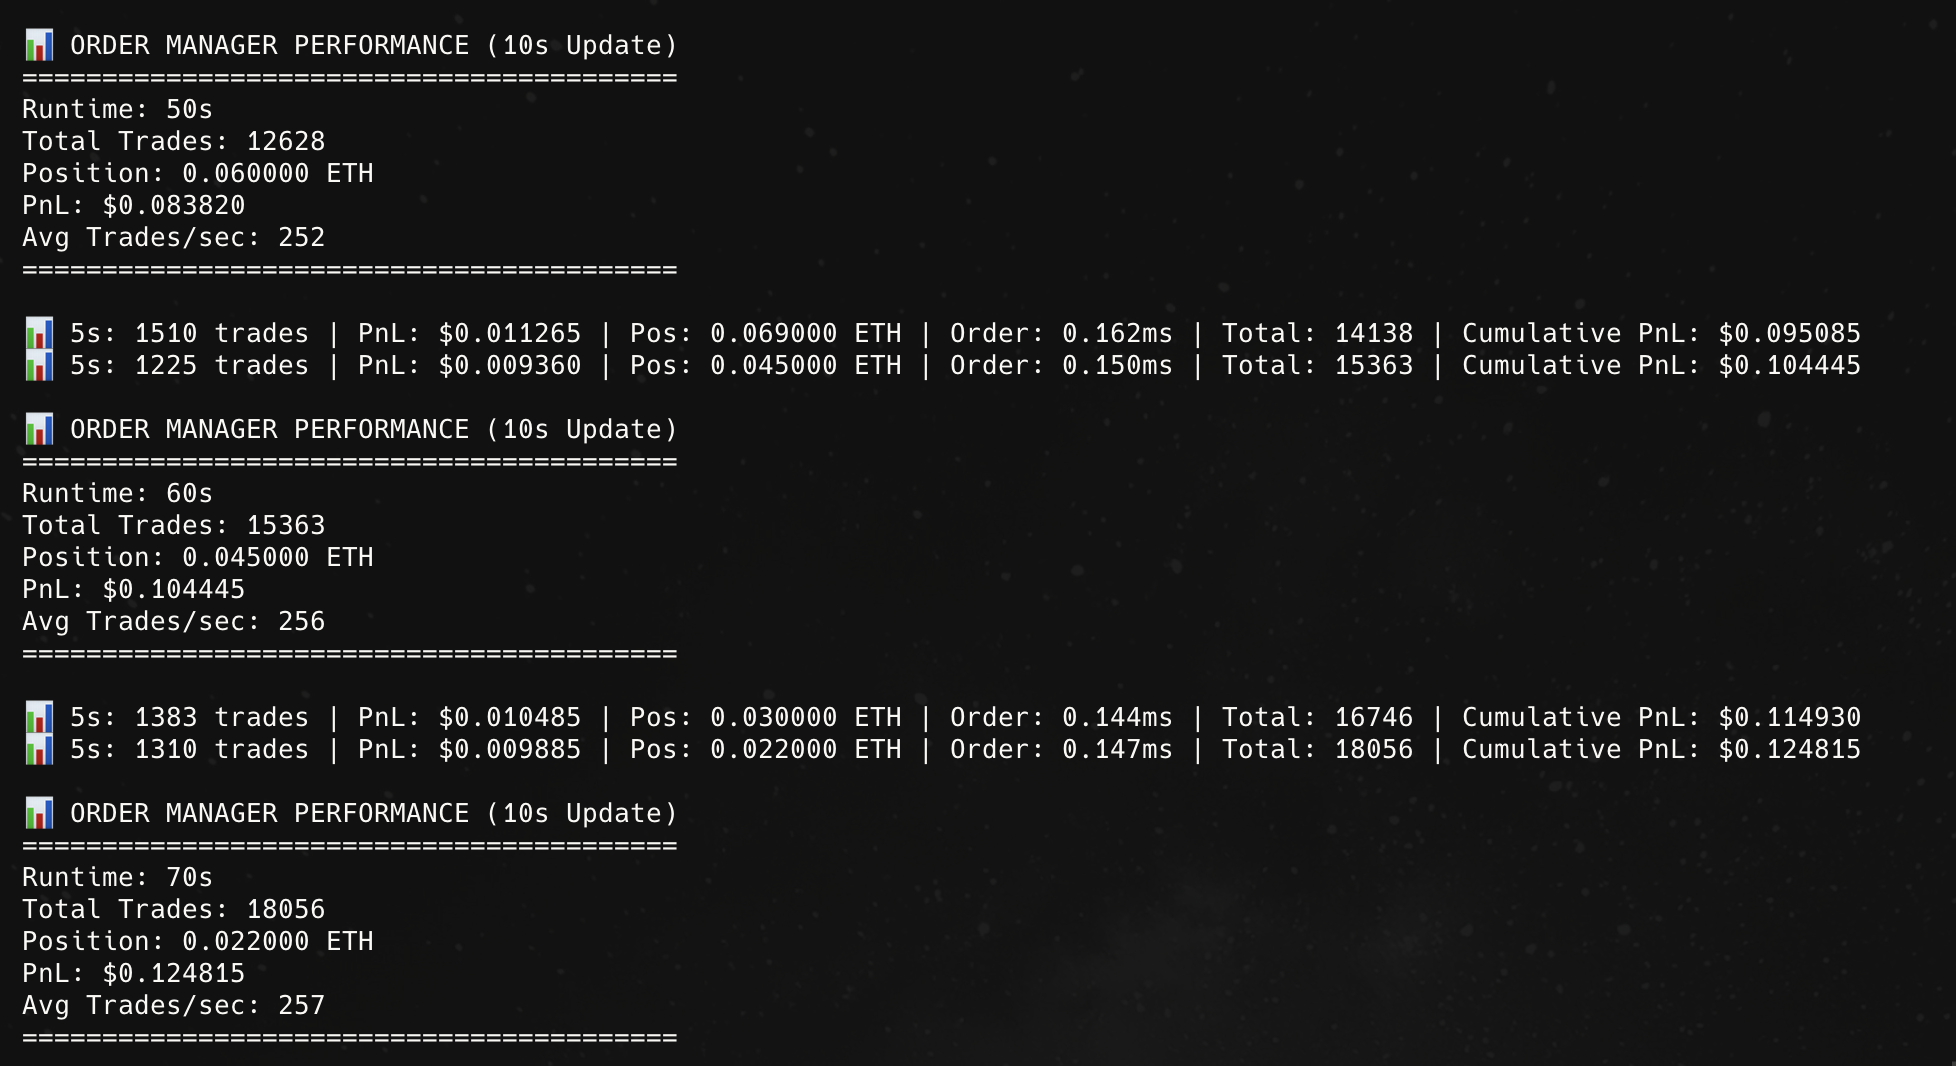 📊 ORDER MANAGER PERFORMANCE (10s Update)
=========================================
Runtime: 50s
Total Trades: 12628
Position: 0.060000 ETH
PnL: $0.083820
Avg Trades/sec: 252
=========================================
📊 5s: 1510 trades | PnL: $0.011265 | Pos: 0.069000 ETH | Order: 0.162ms | Total: 14138 | Cumulative PnL: $0.095085
📊 5s: 1225 trades | PnL: $0.009360 | Pos: 0.045000 ETH | Order: 0.150ms | Total: 15363 | Cumulative PnL: $0.104445
📊 ORDER MANAGER PERFORMANCE (10s Update)
=========================================
Runtime: 60s
Total Trades: 15363
Position: 0.045000 ETH
PnL: $0.104445
Avg Trades/sec: 256
=========================================
📊 5s: 1383 trades | PnL: $0.010485 | Pos: 0.030000 ETH | Order: 0.144ms | Total: 16746 | Cumulative PnL: $0.114930
📊 5s: 1310 trades | PnL: $0.009885 | Pos: 0.022000 ETH | Order: 0.147ms | Total: 18056 | Cumulative PnL: $0.124815
📊 ORDER MANAGER PERFORMANCE (10s Update)
=========================================
Runtime: 70s
Total Trades: 18056
Position: 0.022000 ETH
PnL: $0.124815
Avg Trades/sec: 257
=========================================